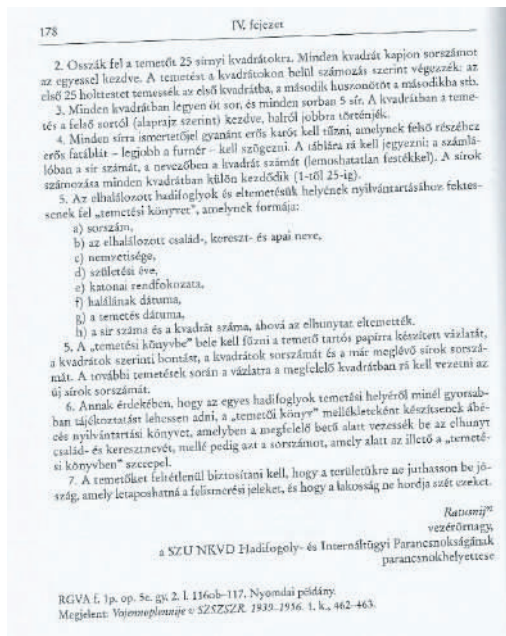 178
IV. fejezet
2. Osszák fel a temetőt 25 sírnyi kvadrátokra. Minden kvadrát kapjon sorszámot
az egyessel kezdve. A temetést a kvadrátokon belül számozás szerint végezzék: az
első 25 holttestet temessék az első kvadrátba, a második huszonötöt a másodikba stb.
3. Minden kvadrátban legyen öt sor, és minden sorban 5 sír. A kvadrátban a teme-
tés a felső sortól (alaprajz szerint) kezdve, balról jobbra történjék.
4. Minden sírra ismertetőjel gyanánt erős karót kell tűzni, amelynek felső részéhez
erős fatáblát – legjobb a furnér – kell szögezni. A táblára rá kell jegyezni: a számlá-
lóban a sír számát, a nevezőben a kvadrát számát (lemoshatatlan festékkel). A sírok
számozása minden kvadrátban külön kezdődik (1-től 25-ig).
5. Az elhalálozott hadifoglyok és eltemetésük helyének nyilvántartásához fektes-
senek fel „temetési könyvet", amelynek formája:
a) sorszám,
b) az elhalálozott család-, kereszt- és apai neve,
c) nemzetisége,
d) születési éve,
e) katonai rendfokozata,
f) halálának dátuma,
g) a temetés dátuma,
h) a sír száma és a kvadrát száma, ahová az elhunytat eltemették.
5. A „temetési könyvbe" bele kell fűzni a temető tartós papírra készített vázlatát,
a kvadrátok szerinti bontást, a kvadrátok sorszámát és a már meglévő sírok sorszá-
mát. A további temetések során a vázlatra a megfelelő kvadrátban rá kell vezetni az
új sírok sorszámát.
6. Annak érdekében, hogy az egyes hadifoglyok temetési helyéről minél gyorsab-
ban tájékoztatást lehessen adni, a „temetői könyv" mellékleteként készítsenek ábé-
cés nyilvántartási könyvet, amelyben a megfelelő betű alatt vezessék be az elhunyt
család- és keresztnevét, mellé pedig azt a sorszámot, amely alatt az illető a „temeté-
si könyvben" szerepel.
7. A temetőket feltétlenül biztosítani kell, hogy a területükre ne juthasson be jó-
szág, amely letaposhatná a felismerési jeleket, és hogy a lakosság ne hordja szét ezeket.
Ratusnij
vezérőrnagy,
a SZU NKVD Hadifogoly- és Internáltügyi Parancsnokságának
parancsnokhelyettese
RGVA f. 1p. op. 5e. gy. 2. l. 116ob–117. Nyomdai példány.
Megjelent: Vojennoplennije v SZSZSZR. 1939–1956. 1. k., 462–463.